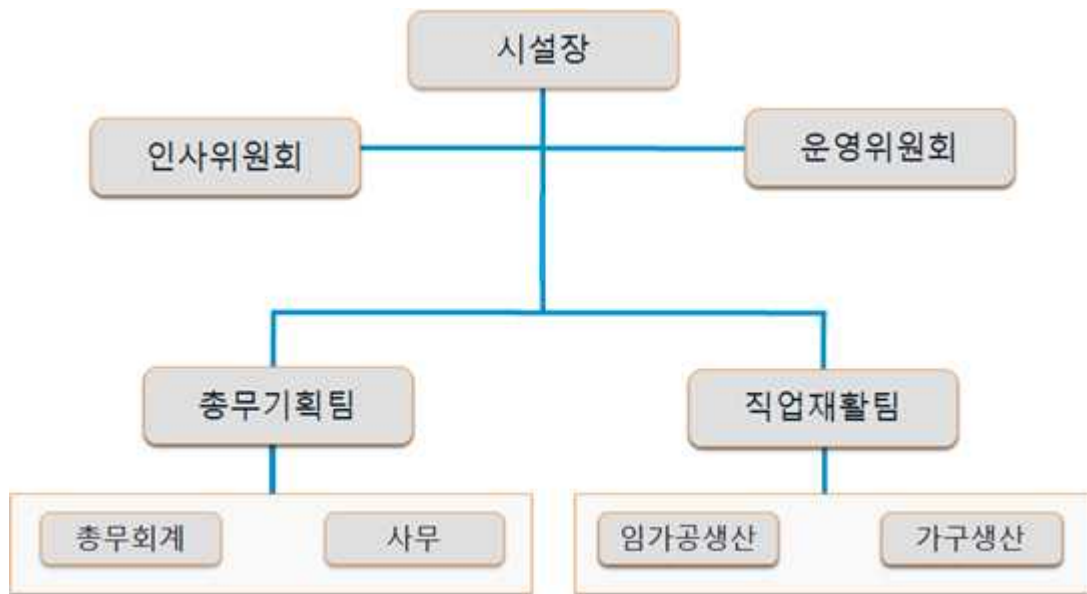 시설장
인사위원회
운영위원회
총무기획팀
직업재활팀
총무회계
사무
임가공생산
가구생산